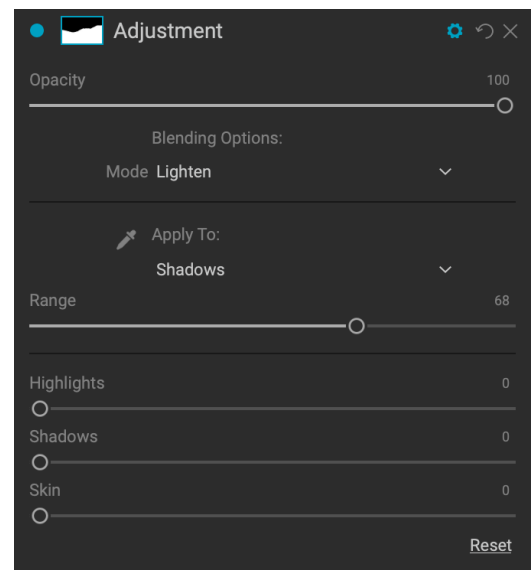 Adjustment
Opacity 100
Blending Options:
Mode Lighten
Apply To:
Shadows
Range 68
Highlights 0
Shadows 0
Skin 0
Reset